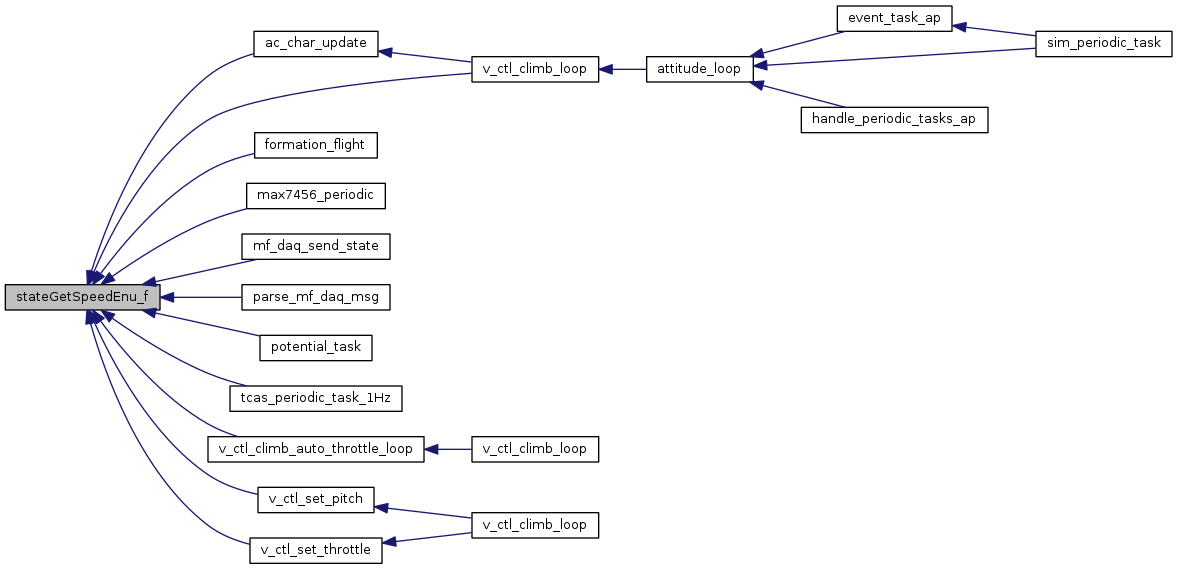 event_task_ap
ac_char_update
sim_periodic_task
v_ctl_climb_loop
attitude_loop
handle_periodic_tasks_ap
formation_flight
max7456_periodic
mf_daq_send_state
stateGetSpeedEnu_f
parse_mf_daq_msg
potential_task
tcas_periodic_task_1Hz
v_ctl_climb_auto_throttle_loop
v_ctl_climb_loop
v_ctl_set_pitch
v_ctl_climb_loop
v_ctl_set_throttle